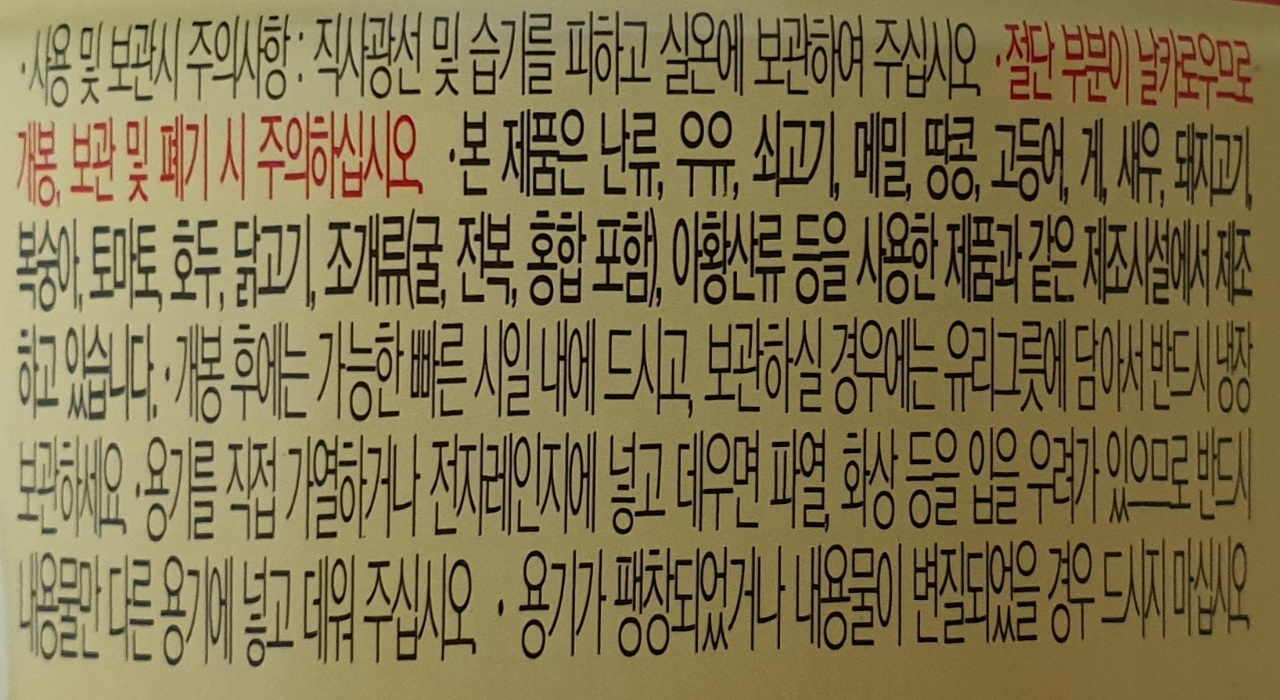 ·사용 및 보관시 주의사항 : 직사광선 및 습기를 피하고 실온에 보관하여 주십시오 ·절단 부분이 날카로우므로
개봉, 보관 및 폐기 시 주의하십시오 ·본 제품은 난류, 우유, 쇠고기, 메밀, 땅콩, 고등어, 게, 새우, 돼지고기,
복숭아, 토마토, 호두, 닭고기, 조개류(굴, 전복, 홍합 포함), 아황산류 등을 사용한 제품과 같은 제조시설에서 제조
하고 있습니다. ·개봉 후에는 가능한 빠른 시일 내에 드시고, 보관하실 경우에는 유리그릇에 담아서 반드시 냉장
보관하세요 ·용기를 직접 가열하거나 전자레인지에 넣고 데우면 파열, 화상 등을 입을 우려가 있으므로 반드시
내용물만 다른 용기에 넣고 데워 주십시오 · 용기가 팽창되었거나 내용물이 변질되었을 경우 드시지 마십시오